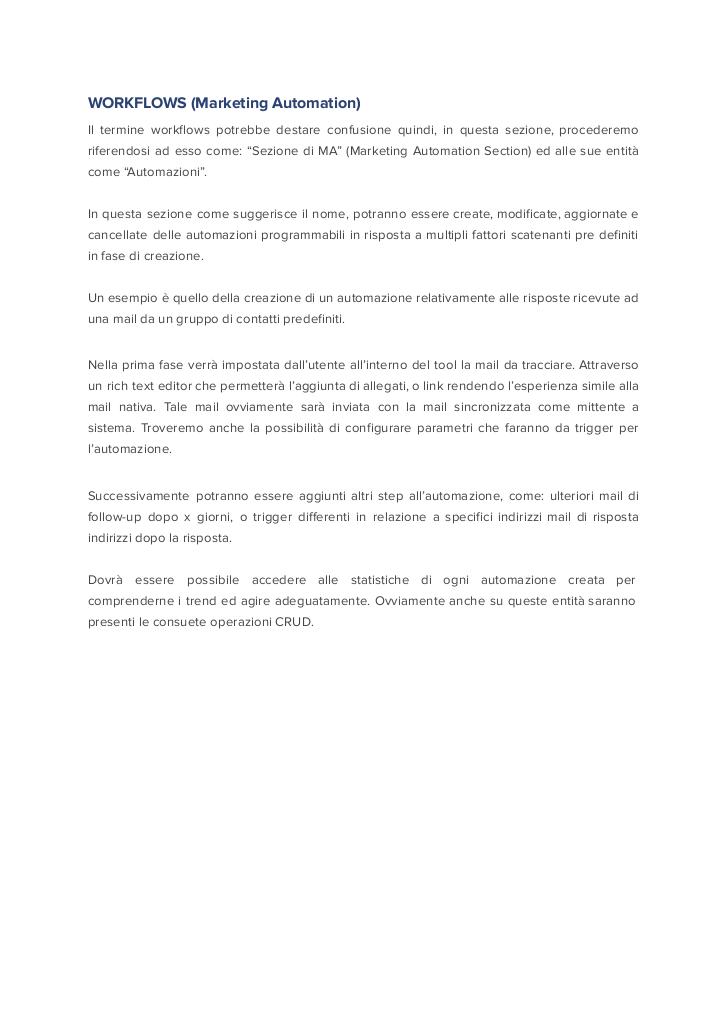 WORKFLOWS (Marketing Automation)
Il termine workflows potrebbe destare confusione quindi, in questa sezione, procederemo
riferendosi ad esso come: “Sezione di MA” (Marketing Automation Section) ed alle sue entità
come “Automazioni”.
In questa sezione come suggerisce il nome, potranno essere create, modificate, aggiornate e
cancellate delle automazioni programmabili in risposta a multipli fattori scatenanti pre definiti
in fase di creazione.
Un esempio è quello della creazione di un automazione relativamente alle risposte ricevute ad
una mail da un gruppo di contatti predefiniti.
Nella prima fase verrà impostata dall’utente all’interno del tool la mail da tracciare. Attraverso
un rich text editor che permetterà l’aggiunta di allegati, o link rendendo l’esperienza simile alla
mail nativa. Tale mail ovviamente sarà inviata con la mail sincronizzata come mittente a
sistema. Troveremo anche la possibilità di configurare parametri che faranno da trigger per
l’automazione.
Successivamente potranno essere aggiunti altri step all’automazione, come: ulteriori mail di
follow-up dopo x giorni, o trigger differenti in relazione a specifici indirizzi mail di risposta
indirizzi dopo la risposta.
Dovrà essere possibile accedere alle statistiche di ogni automazione creata per
comprenderne i trend ed agire adeguatamente. Ovviamente anche su queste entità saranno
presenti le consuete operazioni CRUD.